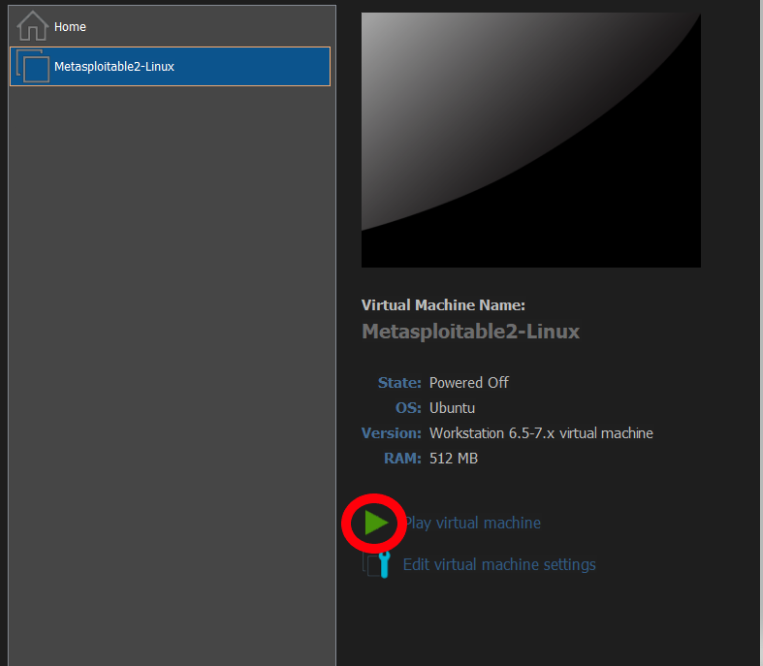 Home
Metasploitable2-Linux
Virtual Machine Name:
Metasploitable2-Linux
State: Powered Off
OS: Ubuntu
Version: Workstation 6.5-7.x virtual machine
RAM: 512 MB
Play virtual machine
Edit virtual machine settings